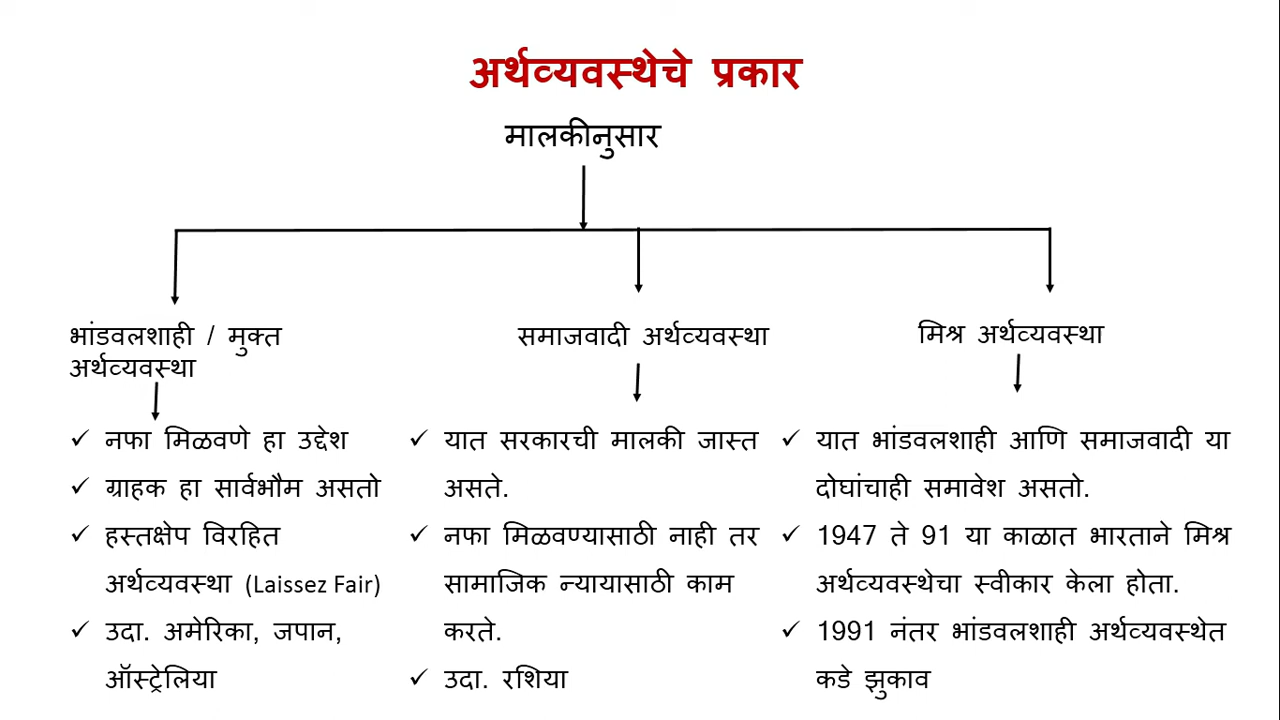 अर्थव्यवस्थेचे प्रकार
मालकीनुसार
भांडवलशाही / मुक्त
अर्थव्यवस्था
✓ नफा मिळवणे हा उद्देश
✓ ग्राहक हा सार्वभौम असतो
✓ हस्तक्षेप विरहित
अर्थव्यवस्था (Laissez Fair)
✓ उदा. अमेरिका, जपान,
ऑस्ट्रेलिया
समाजवादी अर्थव्यवस्था
✓ यात सरकारची मालकी जास्त
असते.
✓ नफा मिळवण्यासाठी नाही तर
सामाजिक न्यायासाठी काम
करते.
✓ उदा. रशिया
मिश्र अर्थव्यवस्था
✓ यात भांडवलशाही आणि समाजवादी या
दोघांचाही समावेश असतो.
✓ 1947 ते 91 या काळात भारताने मिश्र
अर्थव्यवस्थेचा स्वीकार केला होता.
✓ 1991 नंतर भांडवलशाही अर्थव्यवस्थेत
कडे झुकाव